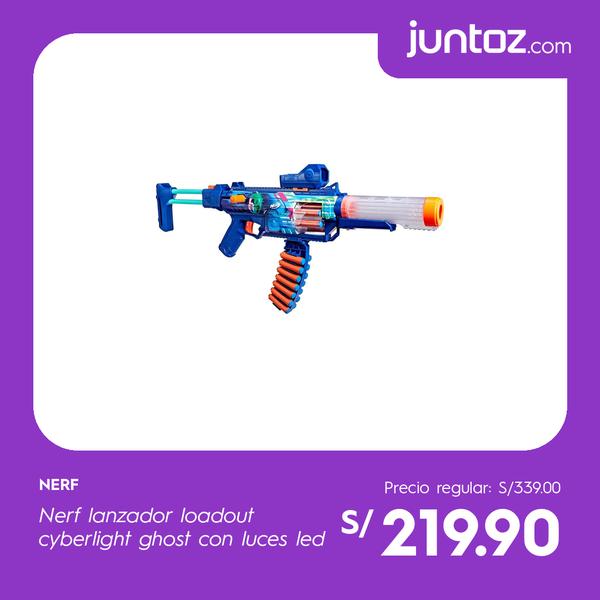 juntoz.com
NERF
Nerf lanzador loadout
cyberlight ghost con luces led
Precio regular: S/339.00
S/ 219.90